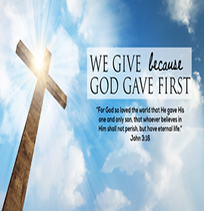 WE GIVE because
GOD GAVE FIRST
"For God so loved the world that He gave His
one and only son, that whoever believes in
Him shall not perish, but have eternal life."
John 3:16